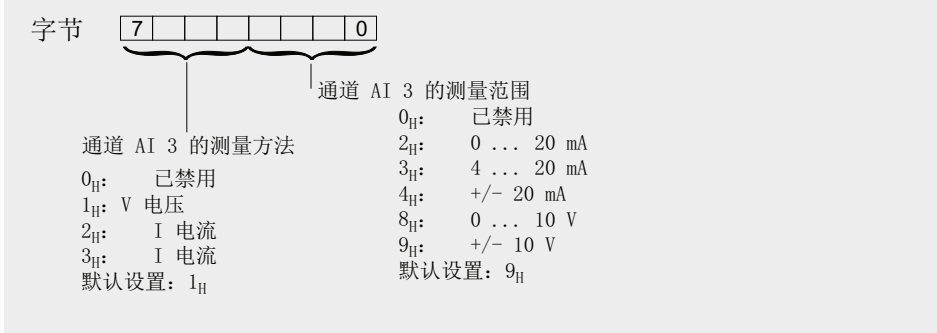 字节 7 0
通道 AI 3 的测量方法
0H: 已禁用
1H: V 电压
2H: I 电流
3H: I 电流
默认设置: 1H
通道 AI 3 的测量范围
0H: 已禁用
2H: 0 ... 20 mA
3H: 4 ... 20 mA
4H: +/- 20 mA
8H: 0 ... 10 V
9H: +/- 10 V
默认设置: 9H